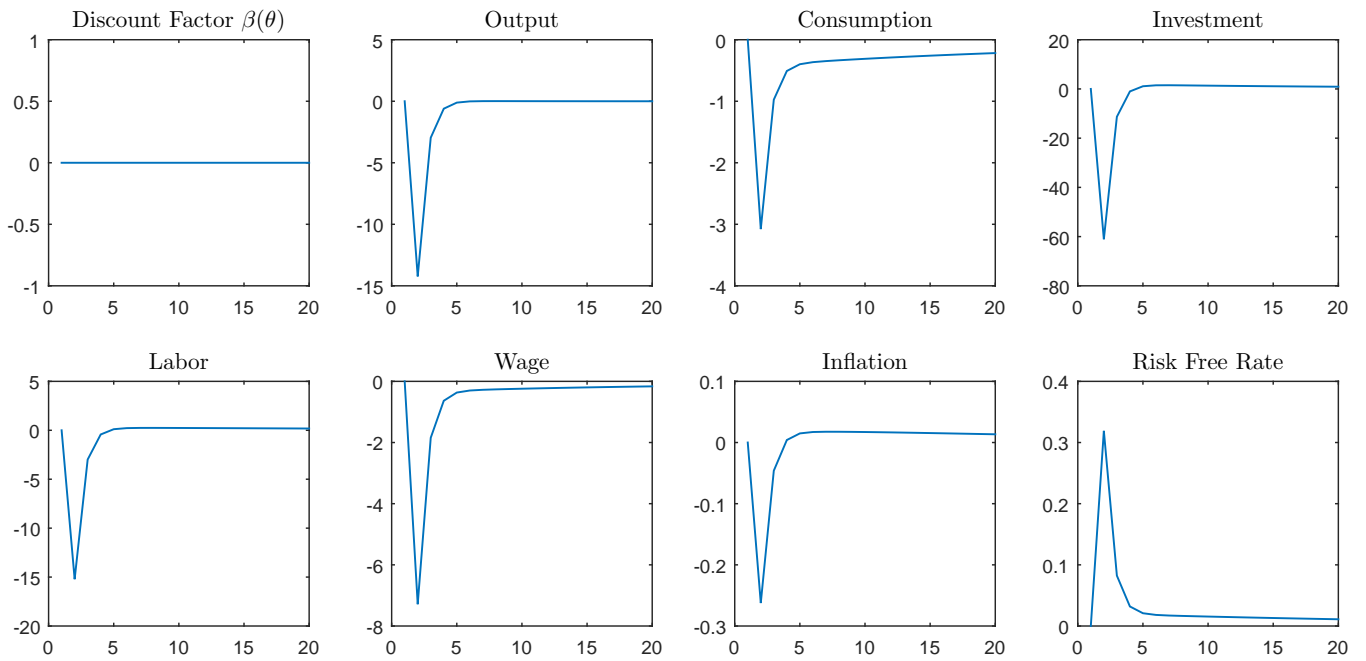 Discount Factor β(θ)
1
0.5
0
-0.5
-1
0 5 10 15 20
Output
5
0
-5
-10
-15
0 5 10 15 20
Consumption
0
-1
-2
-3
-4
0 5 10 15 20
Investment
20
0
-20
-40
-60
-80
0 5 10 15 20
Labor
5
0
-5
-10
-15
-20
0 5 10 15 20
Wage
0
-2
-4
-6
-8
0 5 10 15 20
Inflation
0.1
0
-0.1
-0.2
-0.3
0 5 10 15 20
Risk Free Rate
0.4
0.3
0.2
0.1
0
0 5 10 15 20